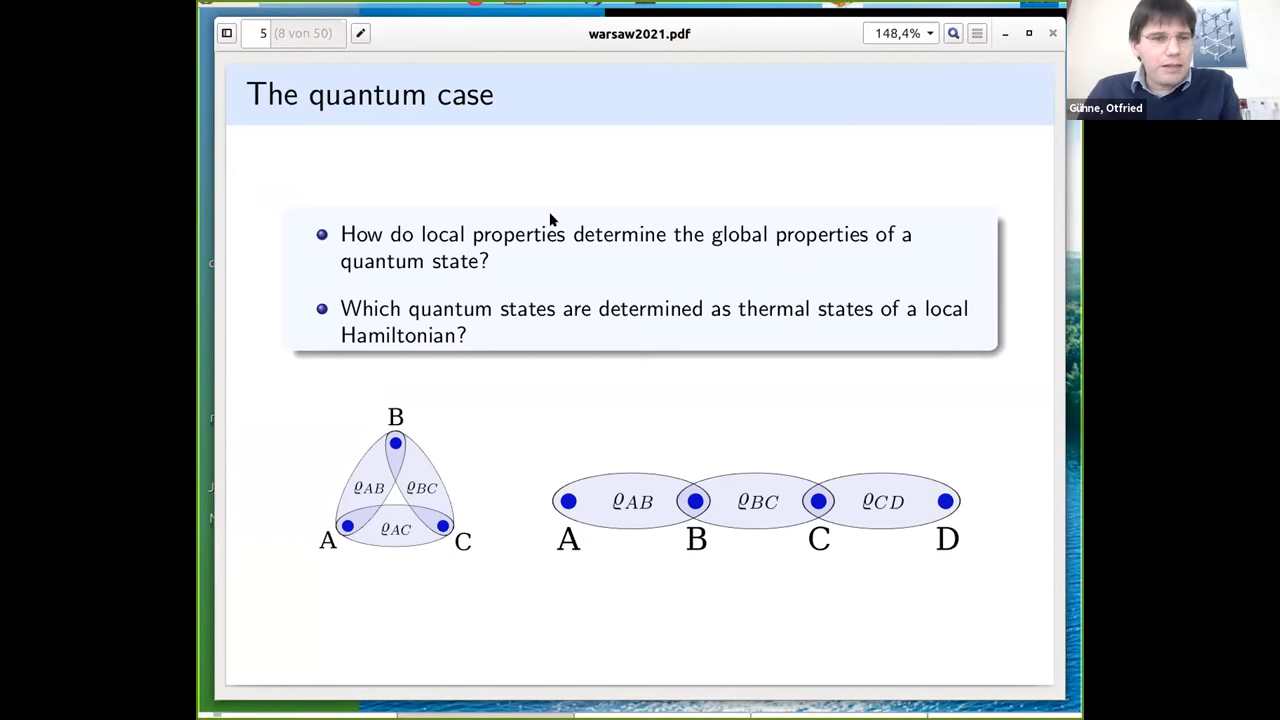 5 (8 von 50)
warsaw2021.pdf
148,4%
Gühne, Otfried
The quantum case
How do local properties determine the global properties of a
quantum state?
Which quantum states are determined as thermal states of a local
Hamiltonian?
B
ϱAB ϱBC
ϱAC
A C
ϱAB ϱBC ϱCD
A B C D